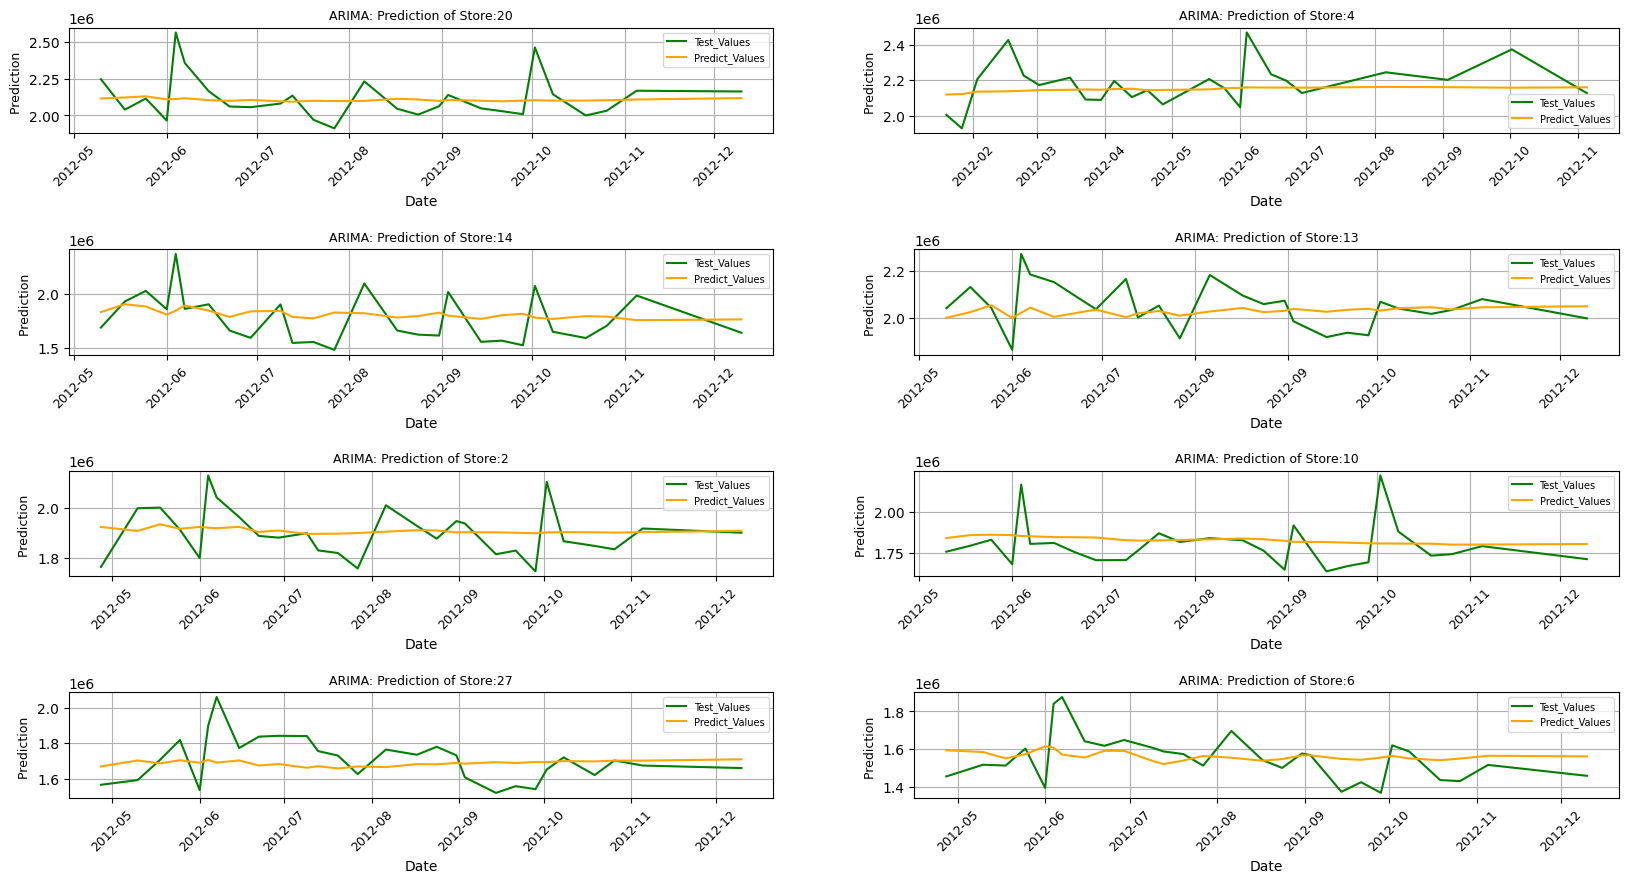 ARIMA: Prediction of Store:20
1e6
Prediction
2.50
2.25
2.00
Test_Values
Predict_Values
2012-05
2012-06
2012-07
2012-08
2012-09
2012-10
2012-11
2012-12
Date
ARIMA: Prediction of Store:4
1e6
Prediction
2.4
2.2
2.0
Test_Values
Predict_Values
2012-02
2012-03
2012-04
2012-05
2012-06
2012-07
2012-08
2012-09
2012-10
2012-11
Date
ARIMA: Prediction of Store:14
1e6
Prediction
2.0
1.5
Test_Values
Predict_Values
2012-05
2012-06
2012-07
2012-08
2012-09
2012-10
2012-11
2012-12
Date
ARIMA: Prediction of Store:13
1e6
Prediction
2.2
2.0
Test_Values
Predict_Values
2012-05
2012-06
2012-07
2012-08
2012-09
2012-10
2012-11
2012-12
Date
ARIMA: Prediction of Store:2
1e6
Prediction
2.0
1.8
Test_Values
Predict_Values
2012-05
2012-06
2012-07
2012-08
2012-09
2012-10
2012-11
2012-12
Date
ARIMA: Prediction of Store:10
1e6
Prediction
2.00
1.75
Test_Values
Predict_Values
2012-05
2012-06
2012-07
2012-08
2012-09
2012-10
2012-11
2012-12
Date
ARIMA: Prediction of Store:27
1e6
Prediction
2.0
1.8
1.6
Test_Values
Predict_Values
2012-05
2012-06
2012-07
2012-08
2012-09
2012-10
2012-11
2012-12
Date
ARIMA: Prediction of Store:6
1e6
Prediction
1.8
1.6
1.4
Test_Values
Predict_Values
2012-05
2012-06
2012-07
2012-08
2012-09
2012-10
2012-11
2012-12
Date